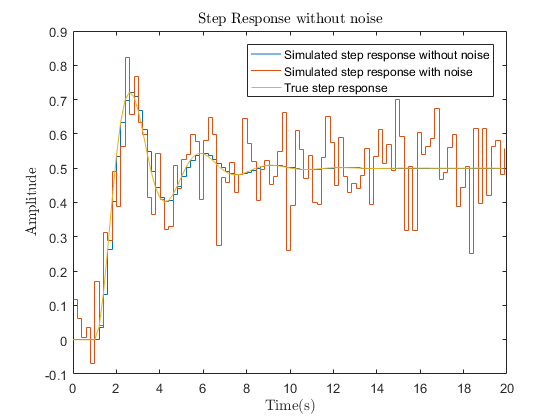 Step Response without noise
0.9
0.8
0.7
0.6
0.5
0.4
0.3
0.2
0.1
0
-0.1
Amplitude
Simulated step response without noise
Simulated step response with noise
True step response
0 2 4 6 8 10 12 14 16 18 20
Time(s)